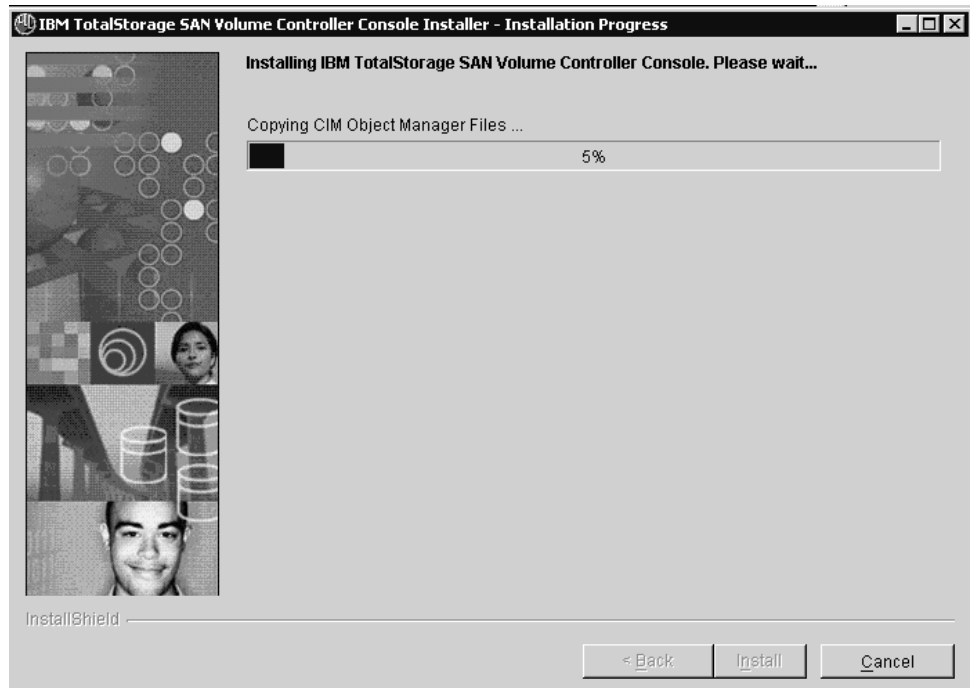 IBM TotalStorage SAN Volume Controller Console Installer - Installation Progress
Installing IBM TotalStorage SAN Volume Controller Console. Please wait...
Copying CIM Object Manager Files ...
5%
InstallShield
< Back Install Cancel